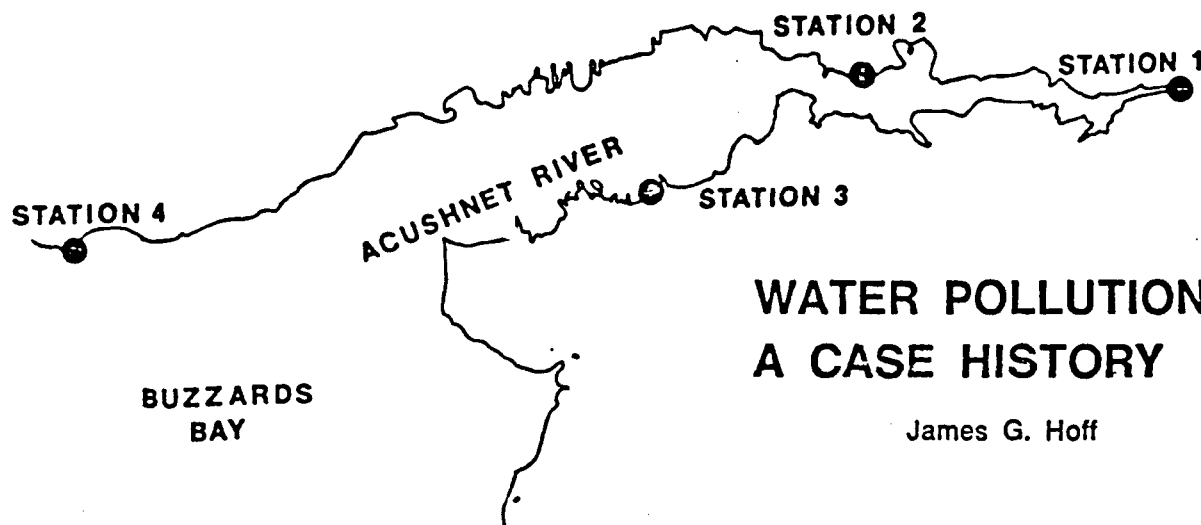 STATION 2
STATION 1
STATION 3
ACUSHNET RIVER
STATION 4
BUZZARDS
BAY
WATER POLLUTION
A CASE HISTORY
James G. Hoff